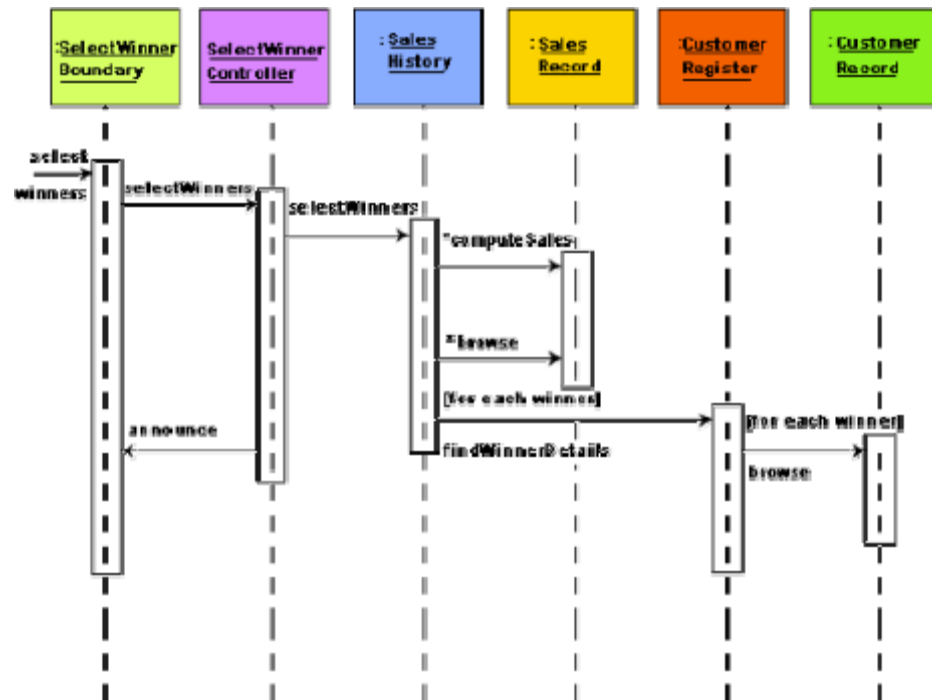 :SelectWinner
Boundary
SelectWinner
Controller
: Sales
History
: Sales
Record
:Customer
Register
: Customer
Record
select
winners
selectWinners
selectWinners
*computeSales
*browse
[for each winner]
findWinnerDetails
announce
[for each winner]
browse